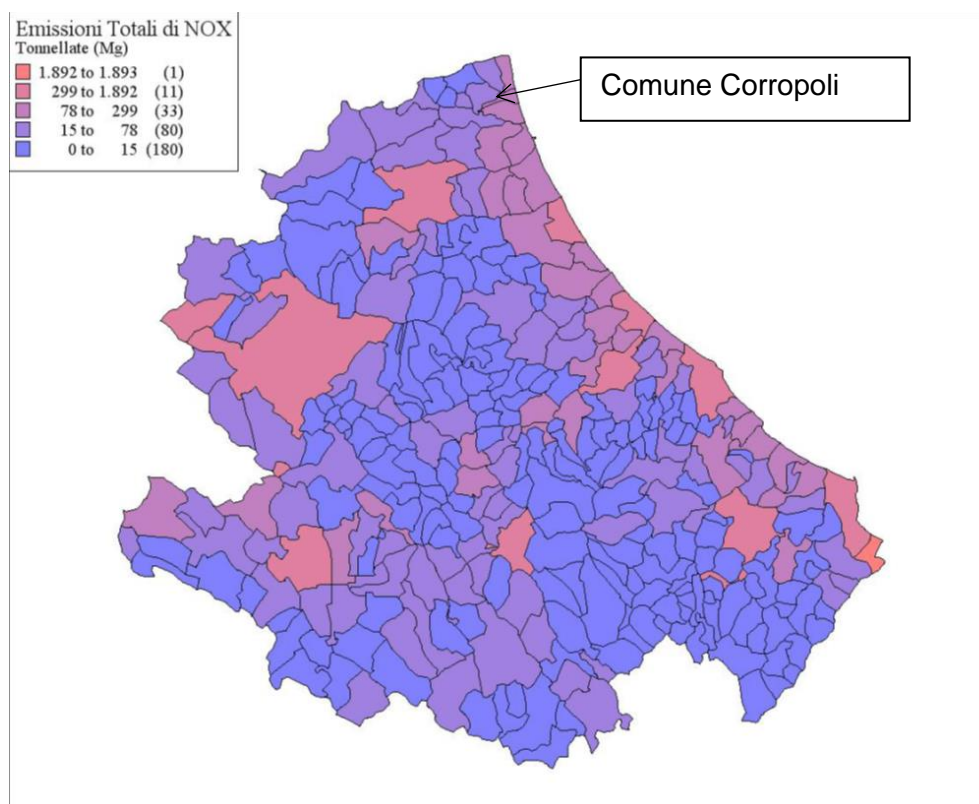 Emissioni Totali di NOX
Tonnellate (Mg)
1.892 to 1.893 (1)
299 to 1.892 (11)
78 to 299 (33)
15 to 78 (80)
0 to 15 (180)
Comune Corropoli